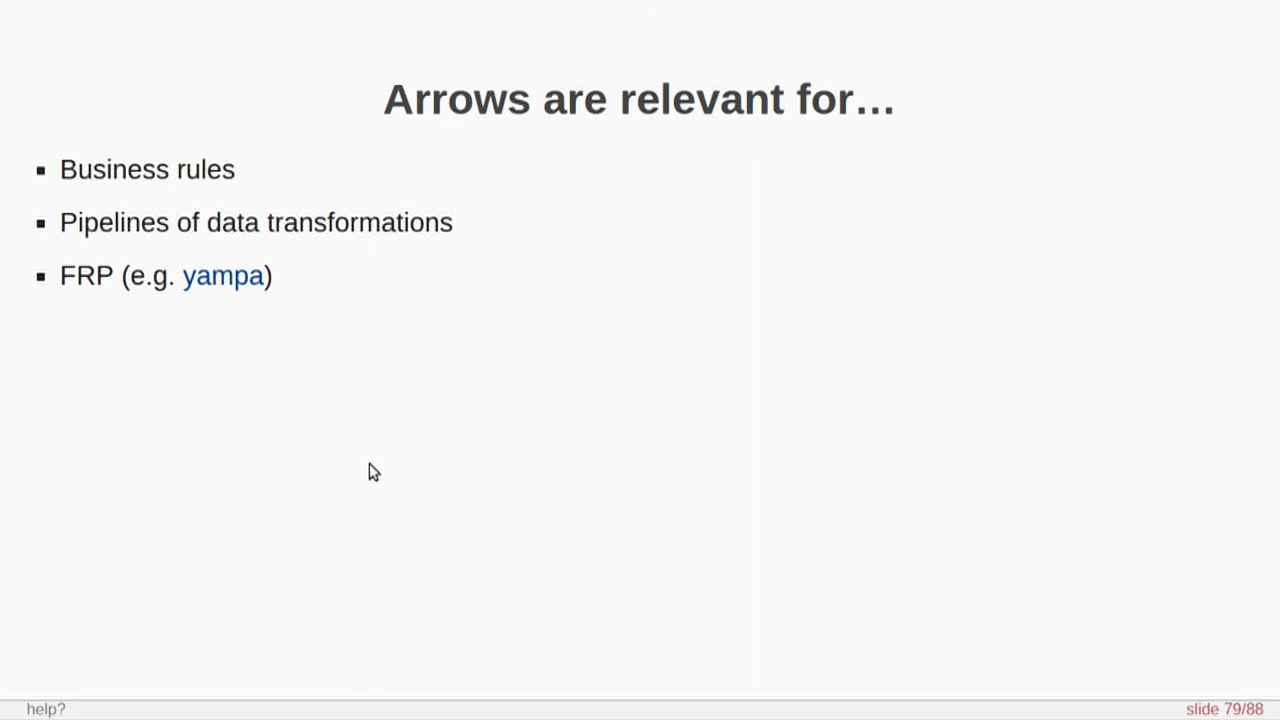 Arrows are relevant for…
Business rules
Pipelines of data transformations
FRP (e.g. yampa)
help?
slide 79/88